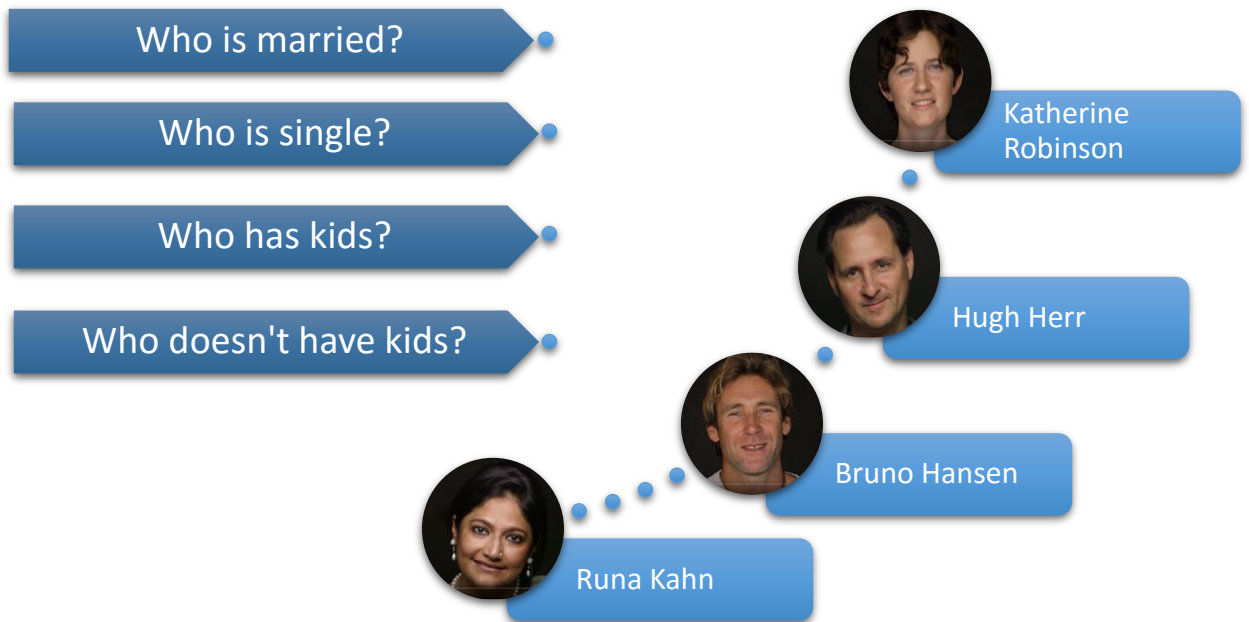 Who is married?
Who is single?
Who has kids?
Who doesn't have kids?
Katherine
Robinson
Hugh Herr
Bruno Hansen
Runa Kahn